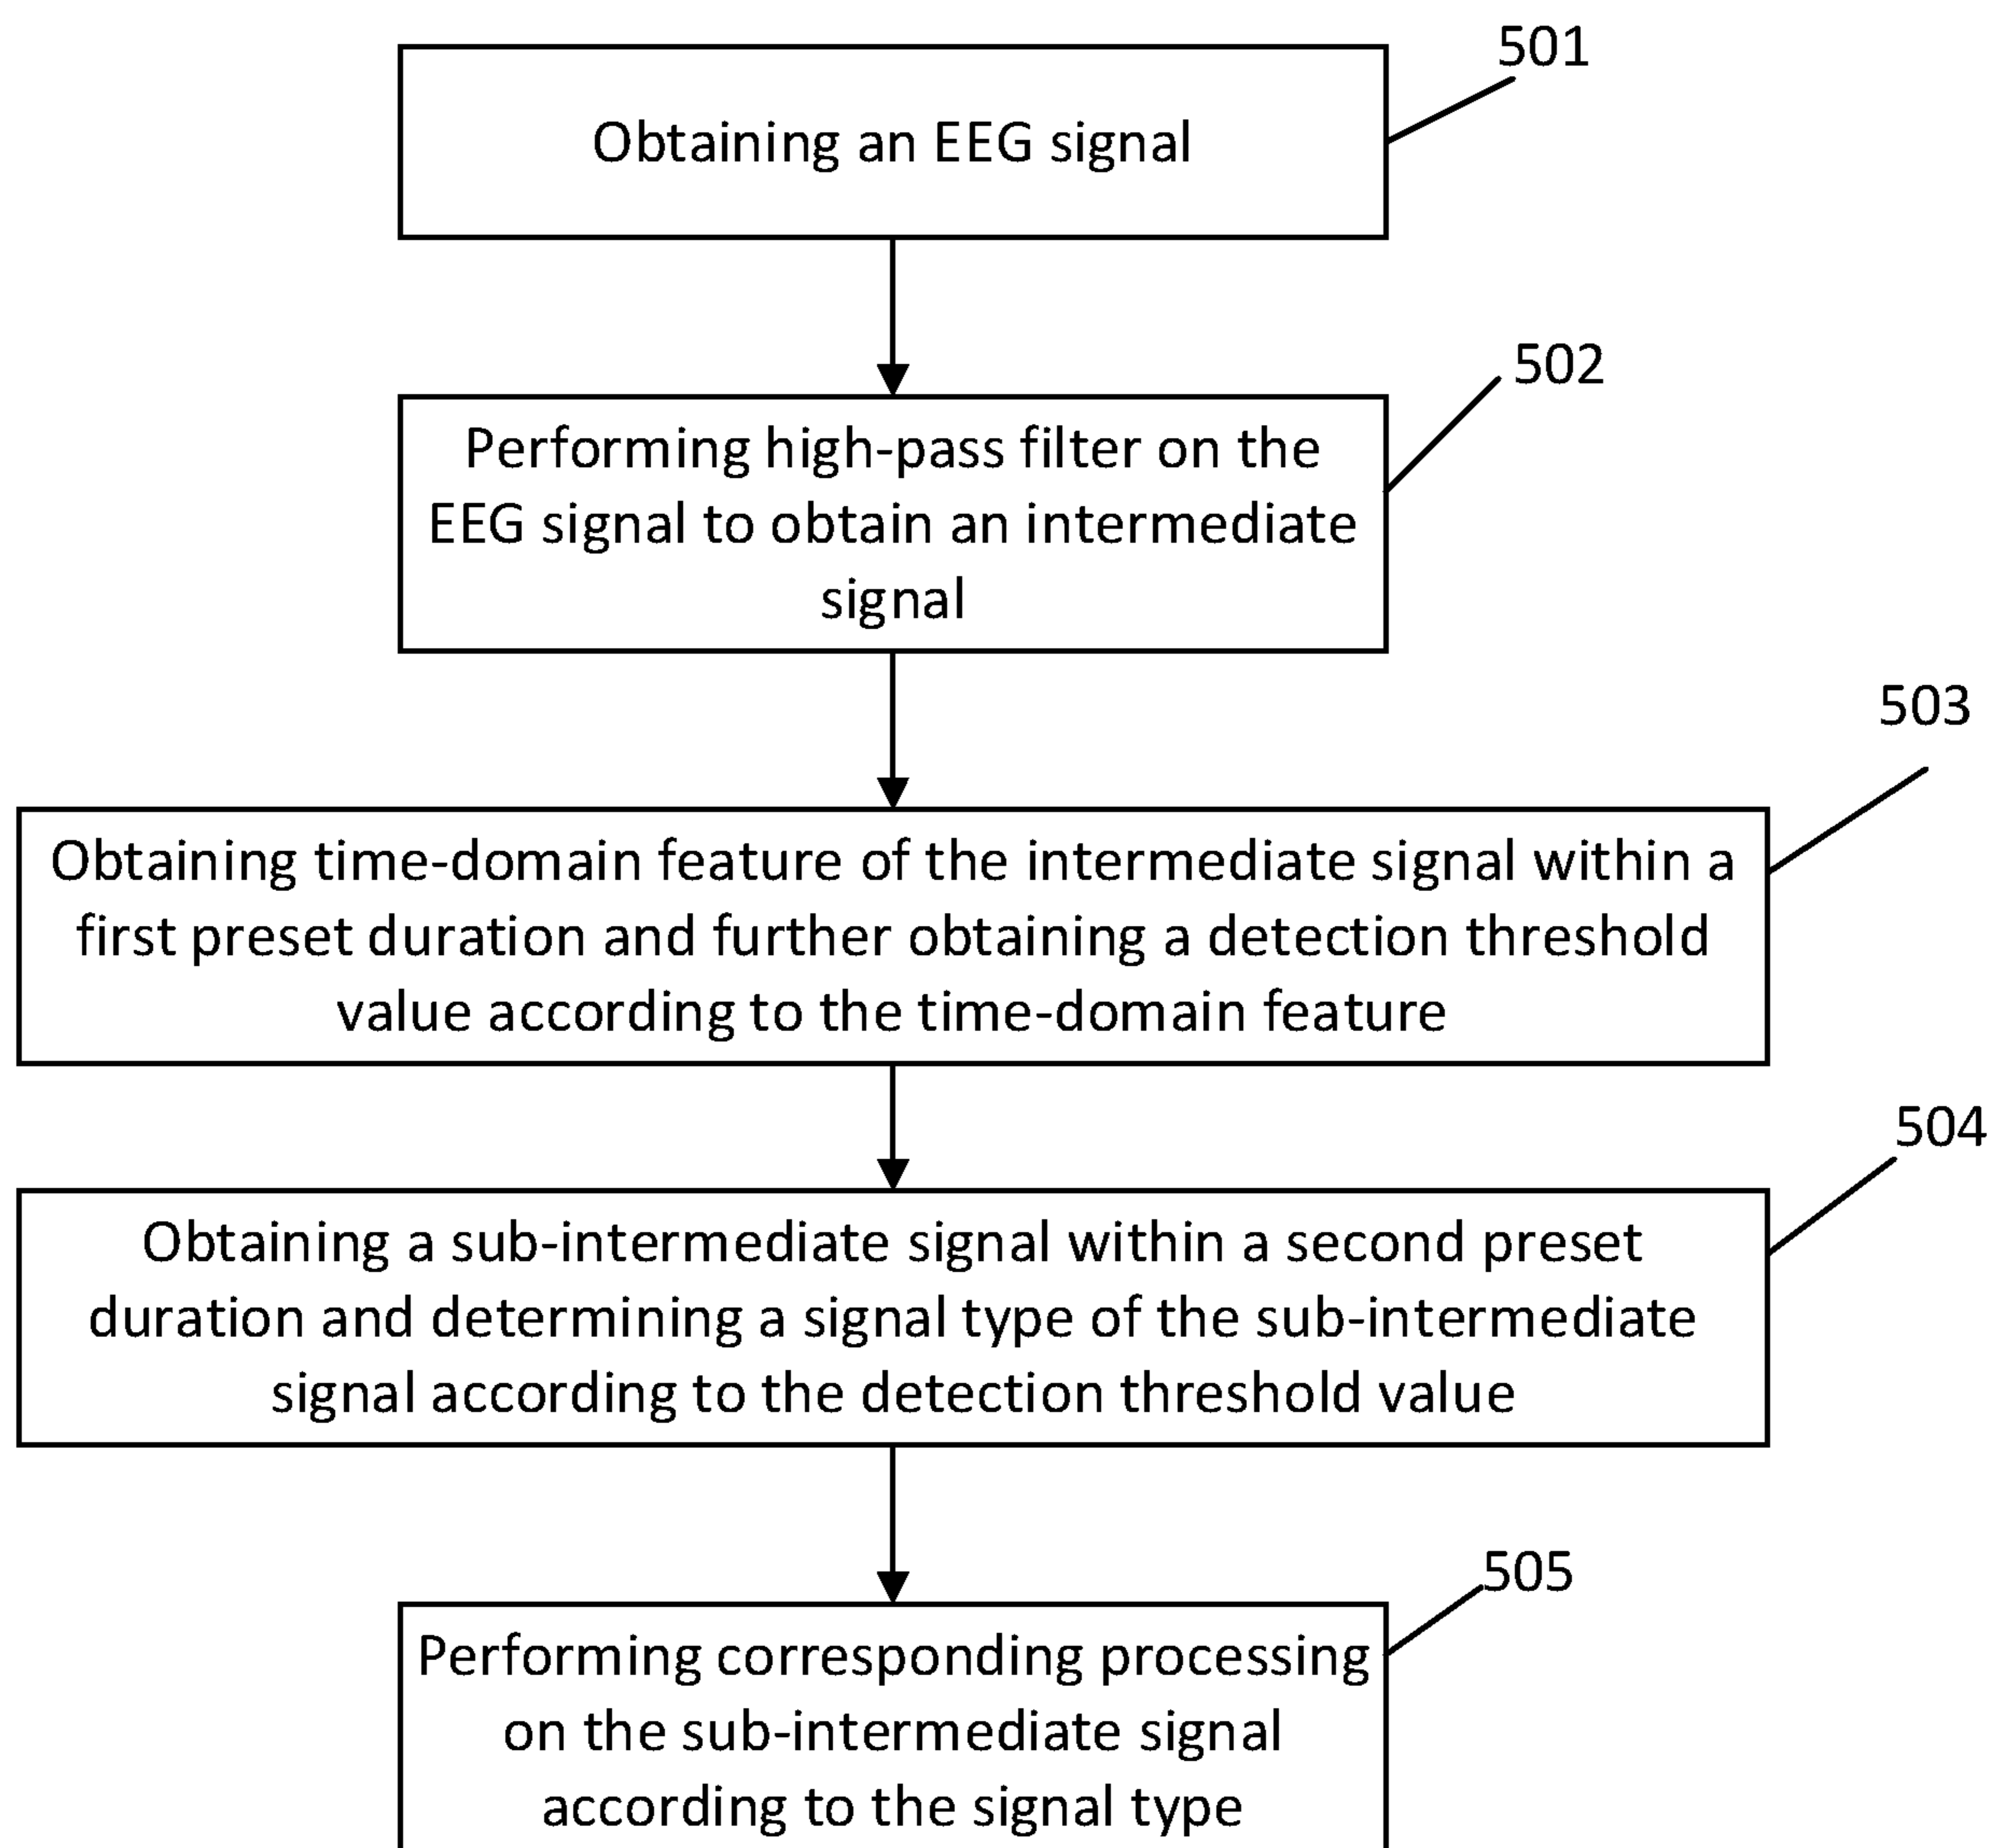 501
Obtaining an EEG signal
502
Performing high-pass filter on the
EEG signal to obtain an intermediate
signal
503
Obtaining time-domain feature of the intermediate signal within a
first preset duration and further obtaining a detection threshold
value according to the time-domain feature
504
Obtaining a sub-intermediate signal within a second preset
duration and determining a signal type of the sub-intermediate
signal according to the detection threshold value
505
Performing corresponding processing
on the sub-intermediate signal
according to the signal type